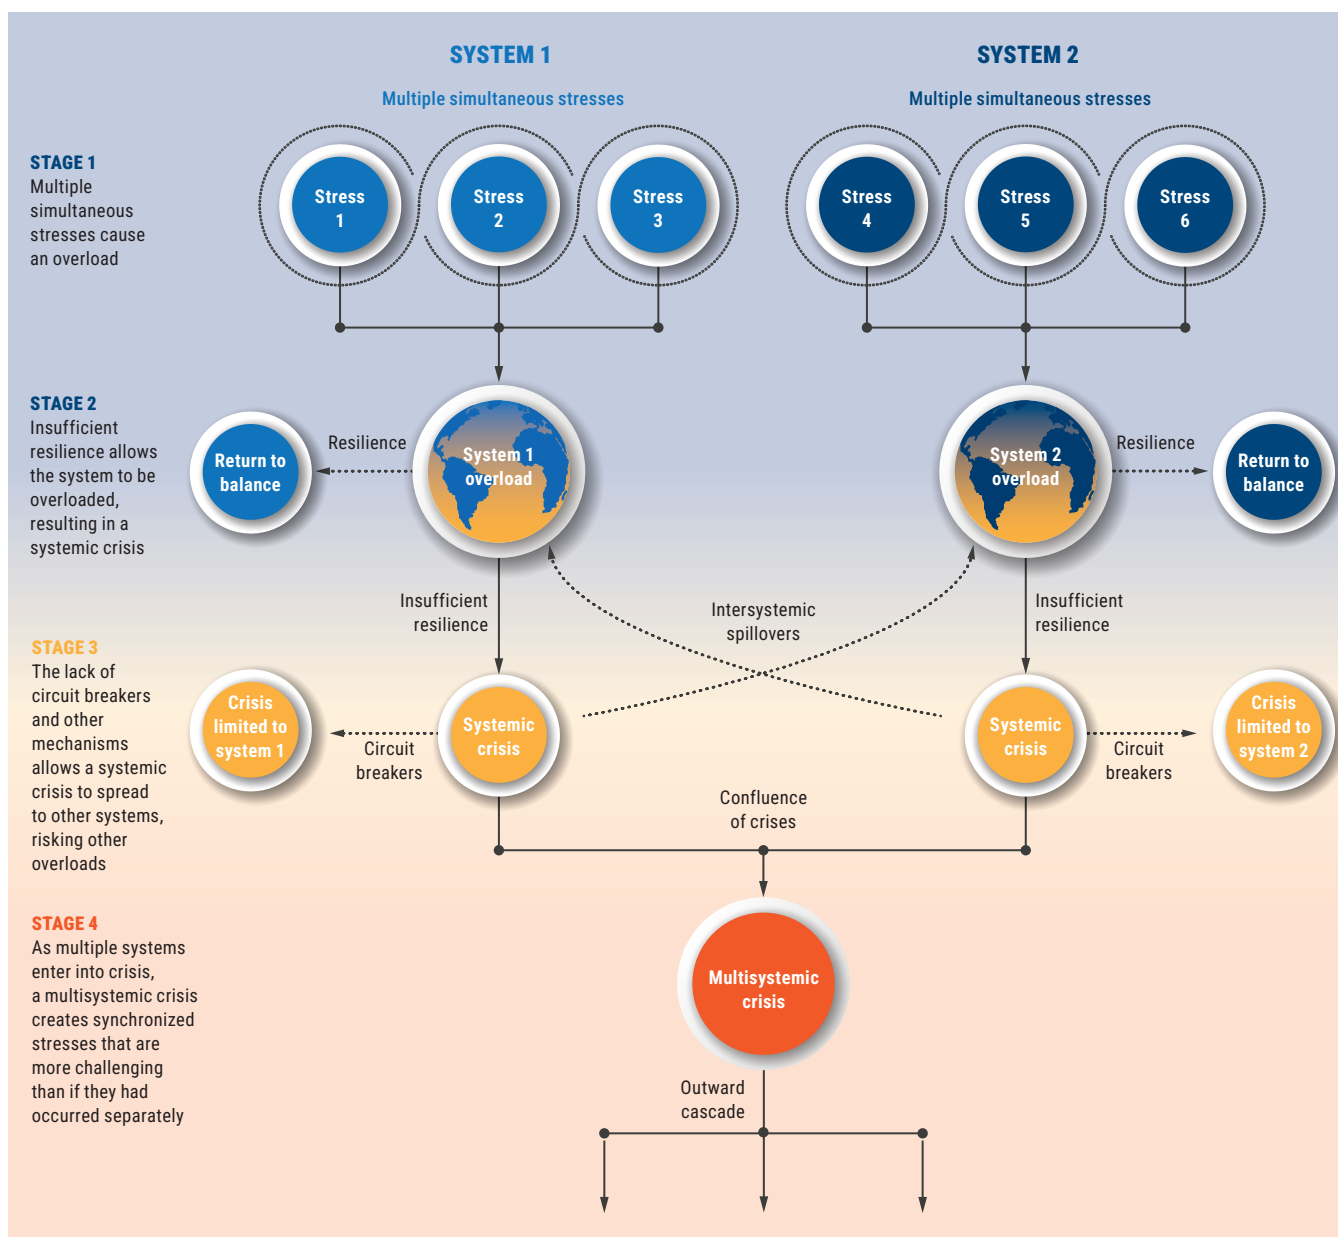 SYSTEM 1
Multiple simultaneous stresses
SYSTEM 2
Multiple simultaneous stresses
STAGE 1
Multiple
simultaneous
stresses cause
an overload
Stress
1
Stress
2
Stress
3
Stress
4
Stress
5
Stress
6
STAGE 2
Insufficient
resilience allows
the system to be
overloaded,
resulting in a
systemic crisis
Return to
balance
Resilience
System 1
overload
System 2
overload
Resilience
Return to
balance
Insufficient
resilience
Intersystemic
spillovers
Insufficient
resilience
STAGE 3
The lack of
circuit breakers
and other
mechanisms
allows a systemic
crisis to spread
to other systems,
risking other
overloads
Crisis
limited to
system 1
Circuit
breakers
Systemic
crisis
Systemic
crisis
Circuit
breakers
Crisis
limited to
system 2
Confluence
of crises
STAGE 4
As multiple systems
enter into crisis,
a multisystemic crisis
creates synchronized
stresses that are
more challenging
than if they had
occurred separately
Multisystemic
crisis
Outward
cascade